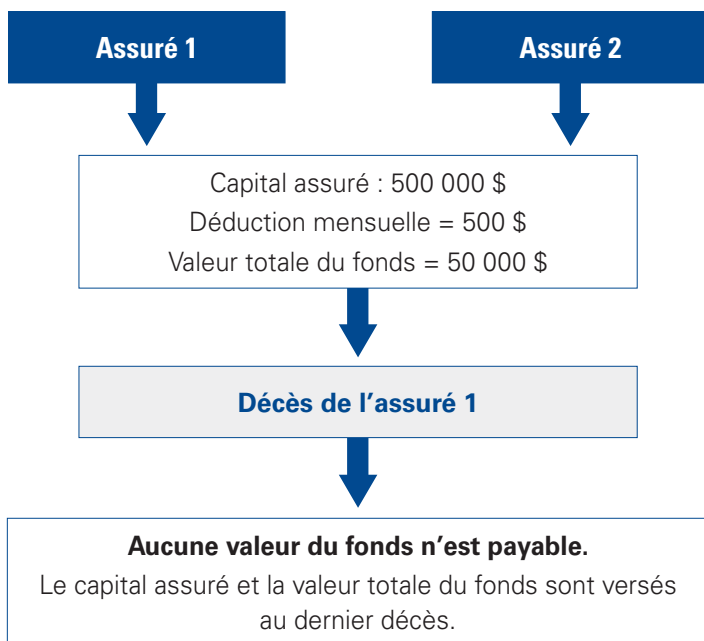 Assuré 1
Assuré 2
Capital assuré : 500 000 $
Déduction mensuelle = 500 $
Valeur totale du fonds = 50 000 $
Décès de l’assuré 1
Aucune valeur du fonds n’est payable.
Le capital assuré et la valeur totale du fonds sont versés
au dernier décès.